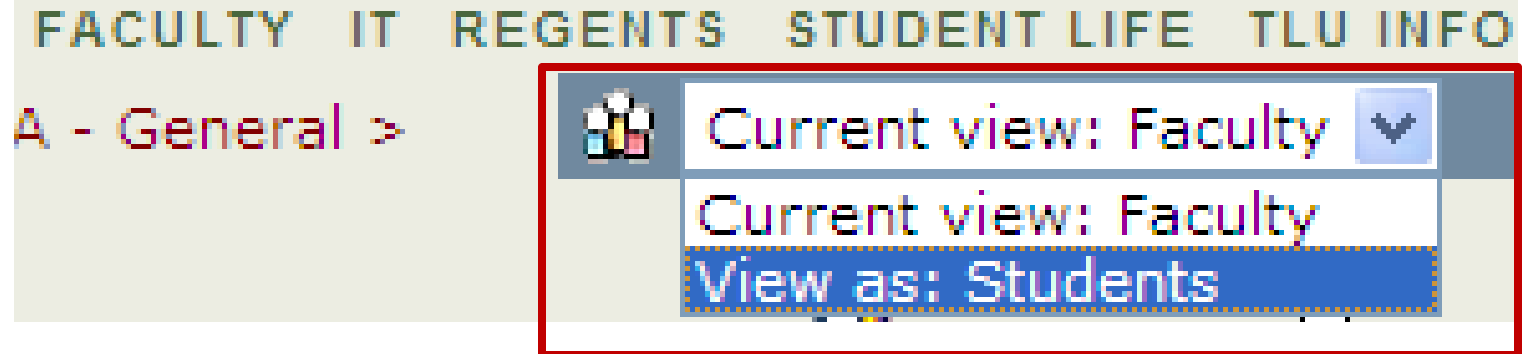 FACULTY IT REGENTS STUDENT LIFE TLU INFO
A - General >
Current view: Faculty
Current view: Faculty
View as: Students